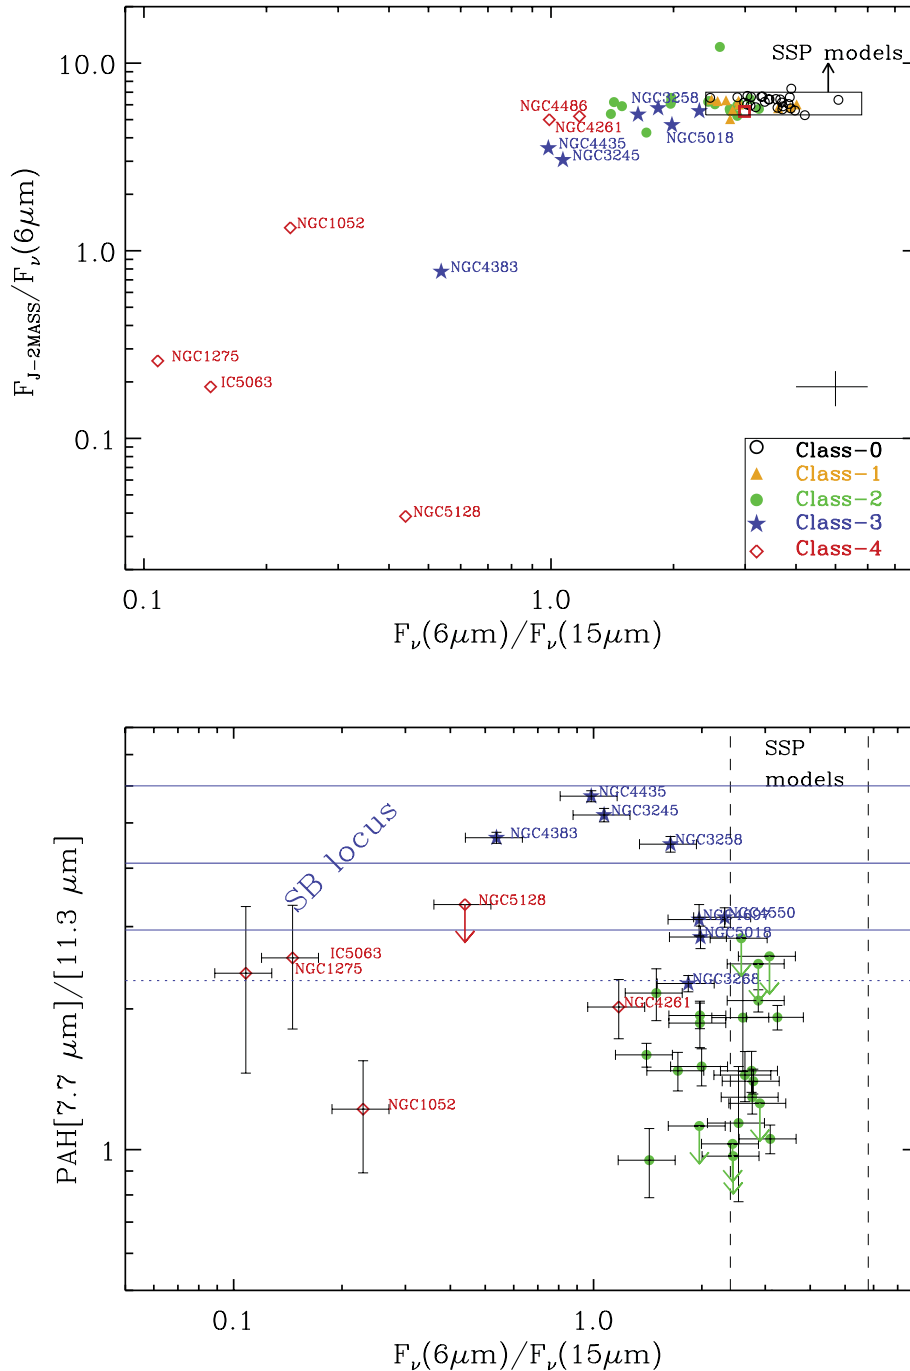 10.0
1.0
0.1
F_J-2MASS/F_ν(6μm)
SSP models
NGC3258
NGC4486
NGC4261
NGC5018
NGC4435
NGC3245
NGC1052
NGC4383
NGC1275
IC5063
NGC5128
Class-0
Class-1
Class-2
Class-3
Class-4
0.1
1.0
F_ν(6μm)/F_ν(15μm)
SSP
models
SB locus
NGC4435
NGC3245
NGC4383
NGC3258
NGC5128
NGC4550
NGC4697
NGC5018
IC5063
NGC1275
NGC3268
NGC4261
NGC1052
PAH[7.7 μm]/[11.3 μm]
1
0.1
1.0
F_ν(6μm)/F_ν(15μm)